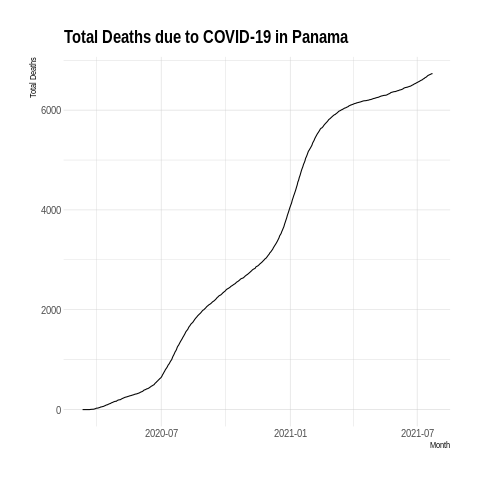 Total Deaths due to COVID-19 in Panama
Total Deaths
6000
4000
2000
0
2020-07
2021-01
2021-07
Month